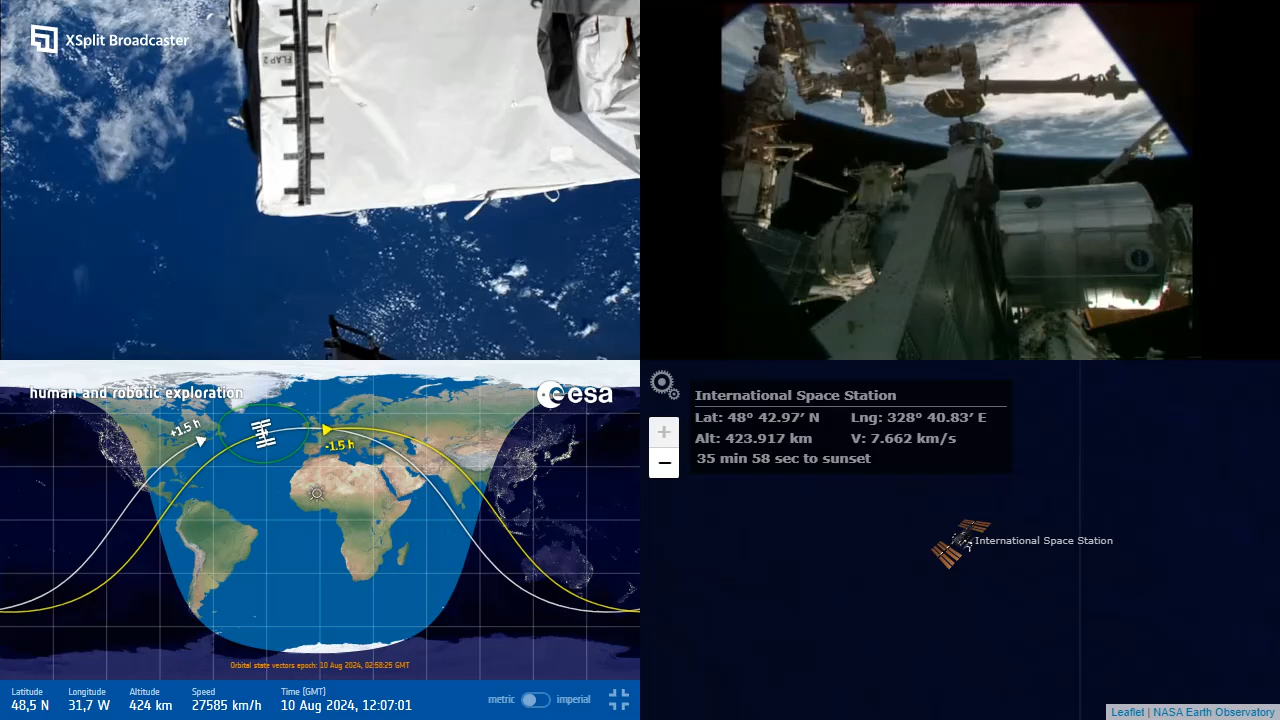 XSplit Broadcaster
FLAP 2
human and robotic exploration
esa
+1.5 h
-1.5 h
Orbital state vectors epoch: 10 Aug 2024, 02:58:25 GMT
Latitude Longitude Altitude Speed Time (GMT)
48,5 N 31,7 W 424 km 27585 km/h 10 Aug 2024, 12:07:01
metric imperial
International Space Station
Lat: 48° 42.97′ N Lng: 328° 40.83′ E
Alt: 423.917 km V: 7.662 km/s
35 min 58 sec to sunset
+
−
International Space Station
Leaflet | NASA Earth Observatory